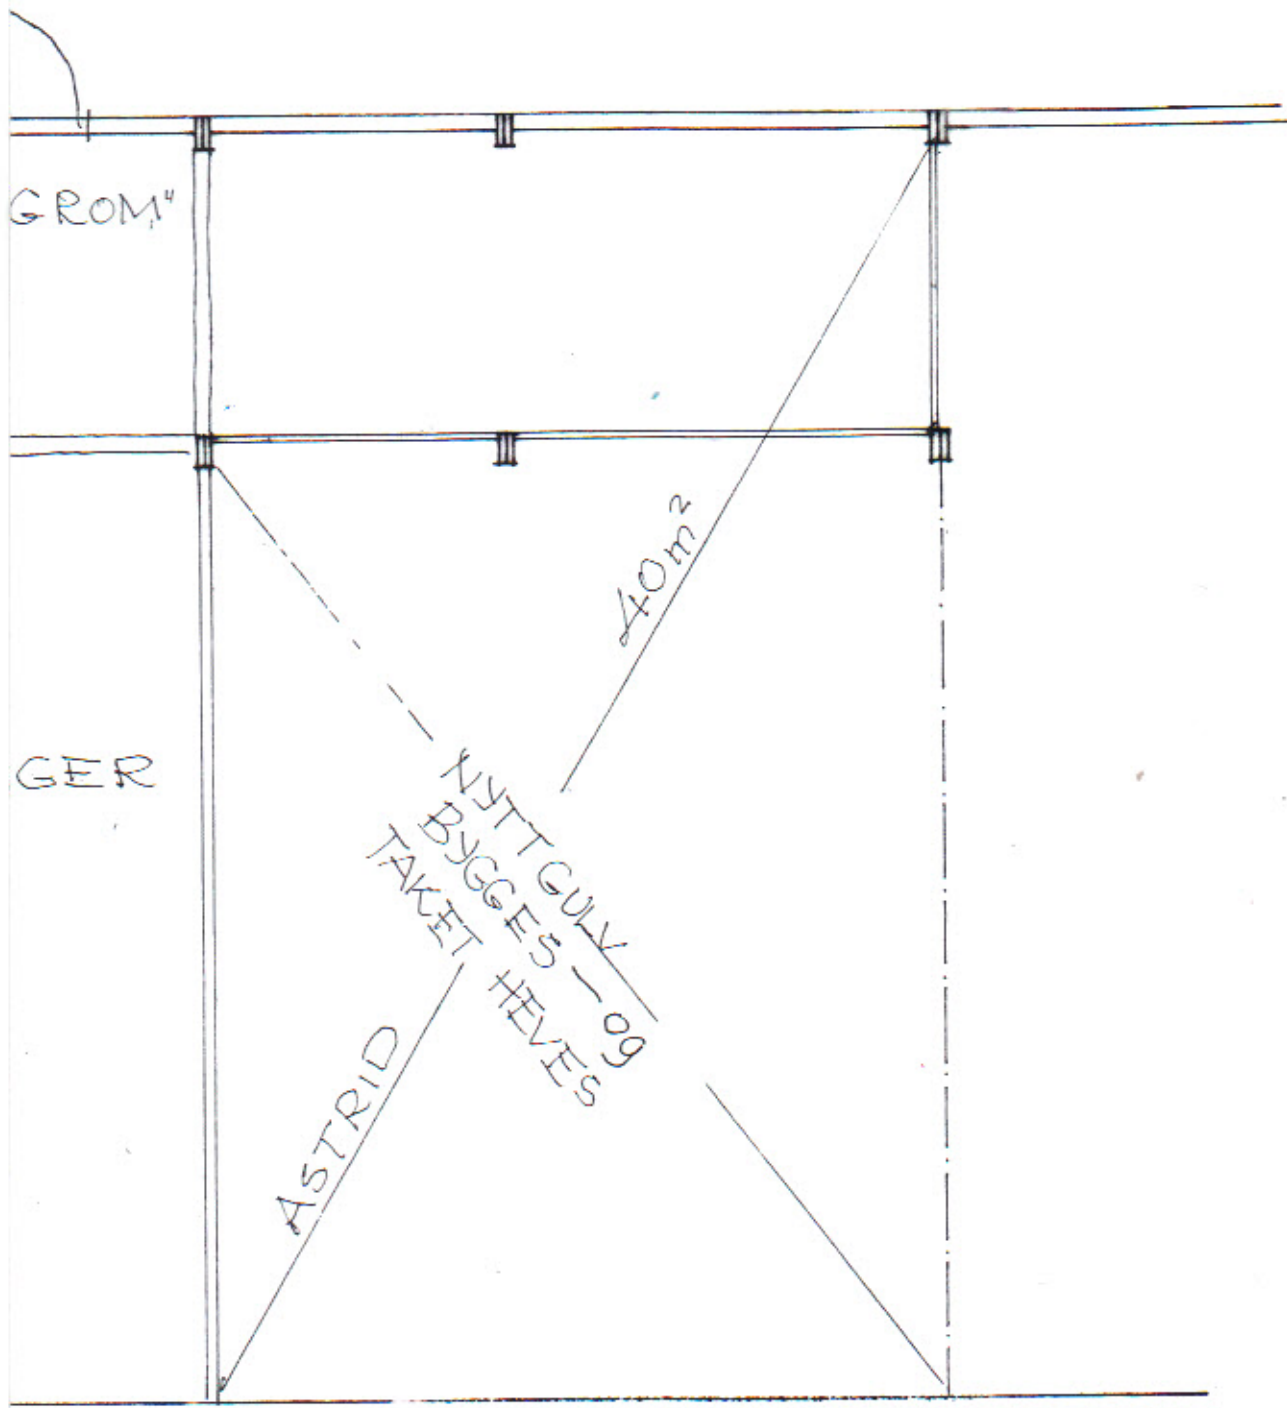 GROM"
40m²
GER
NYTT GULV
BYGGES – og
TAKET HEVES
ASTRID